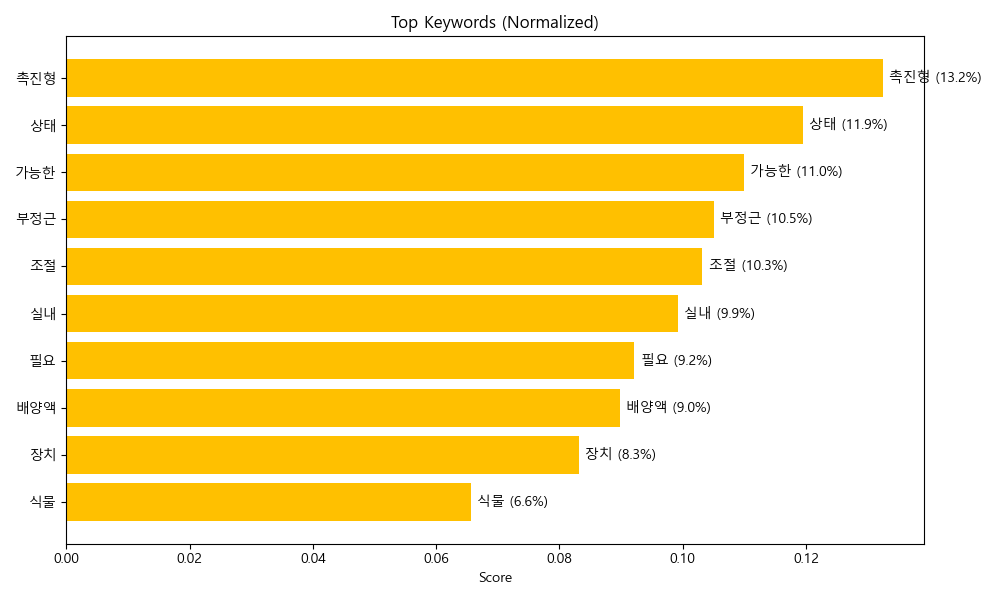 Top Keywords (Normalized)
촉진형 촉진형 (13.2%)
상태 상태 (11.9%)
가능한 가능한 (11.0%)
부정근 부정근 (10.5%)
조절 조절 (10.3%)
실내 실내 (9.9%)
필요 필요 (9.2%)
배양액 배양액 (9.0%)
장치 장치 (8.3%)
식물 식물 (6.6%)
0.00 0.02 0.04 0.06 0.08 0.10 0.12
Score